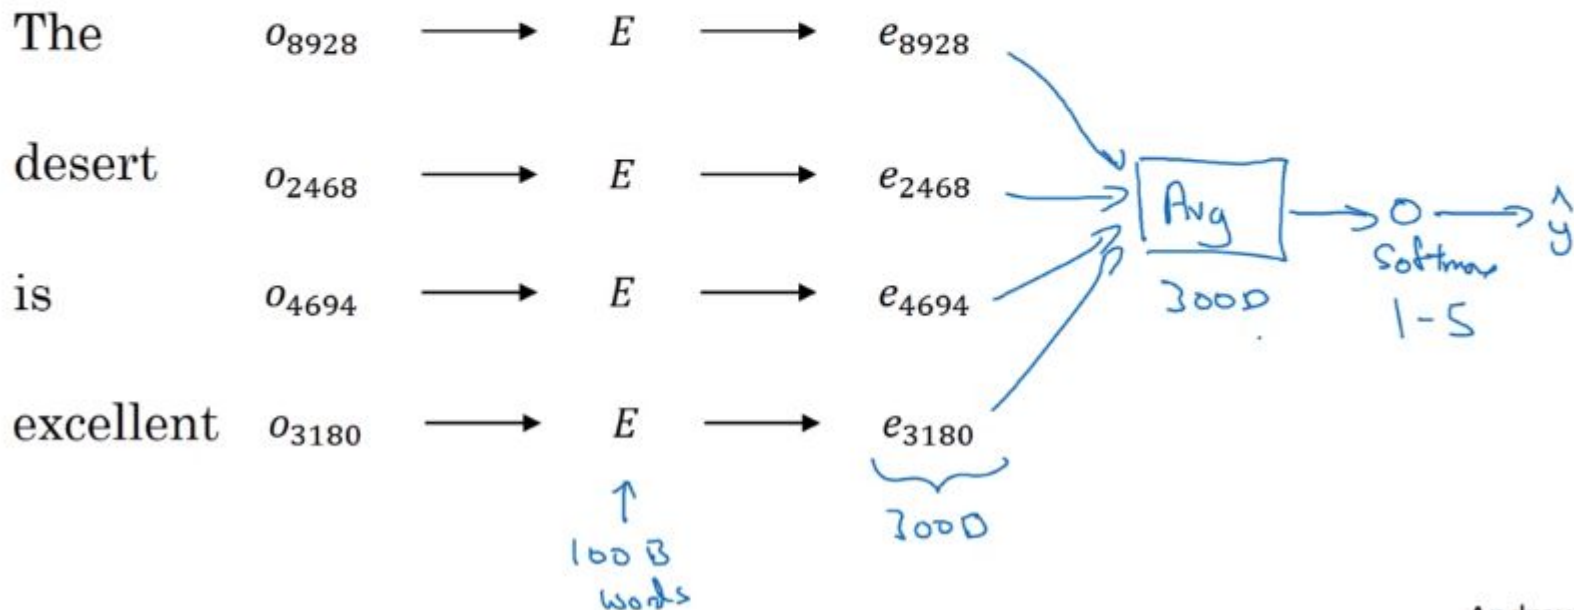 The o₈₉₂₈ → E → e₈₉₂₈
desert o₂₄₆₈ → E → e₂₄₆₈
Avg → O → ŷ
Softmax
is o₄₆₉₄ → E → e₄₆₉₄
300D
1-5
excellent o₃₁₈₀ → E → e₃₁₈₀
300D
100 B
words